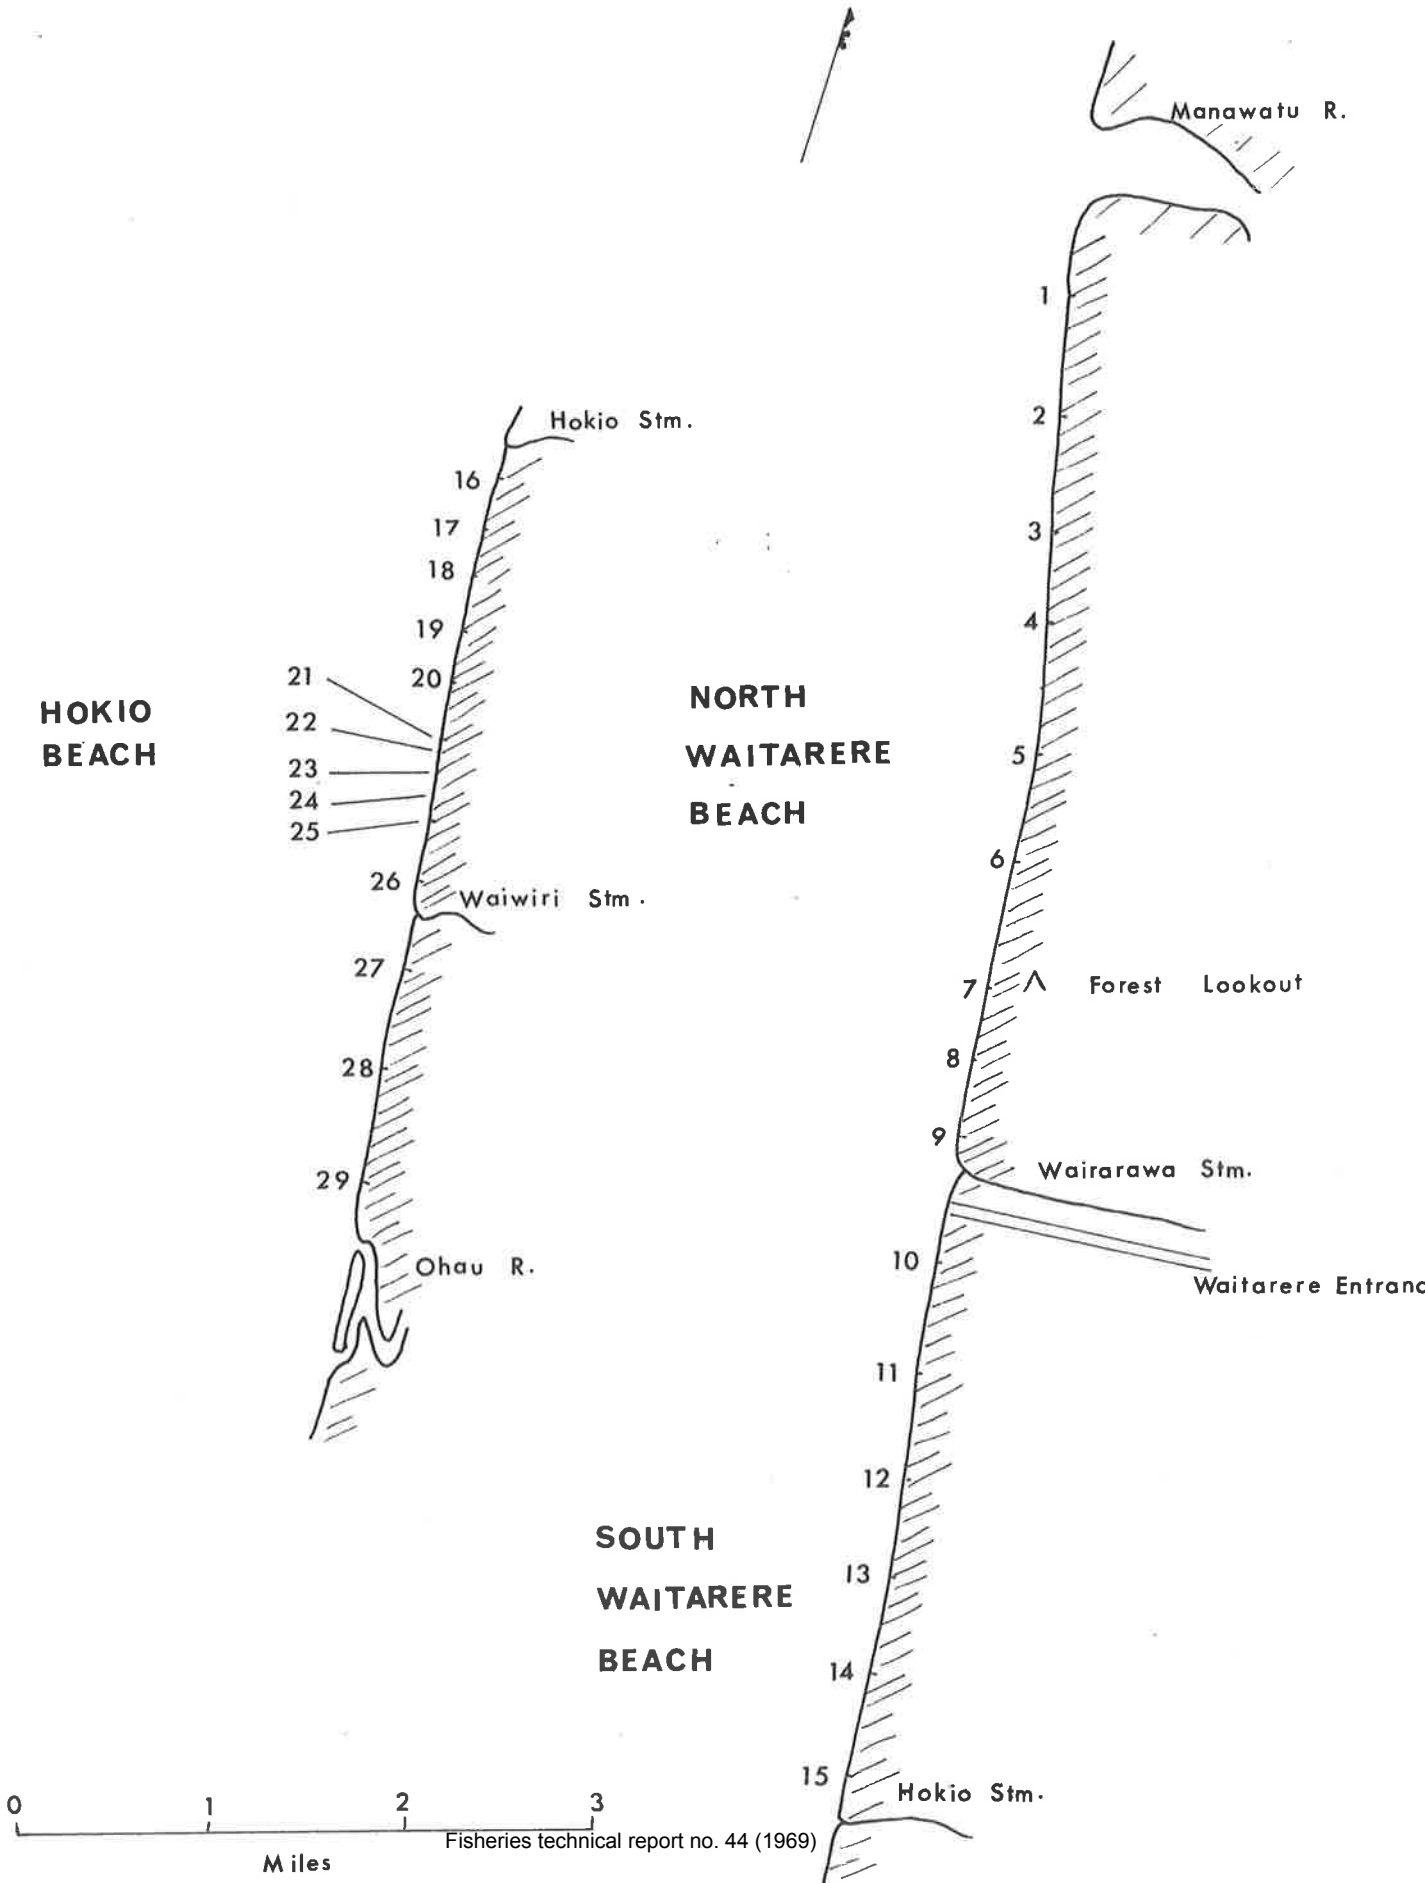 Manawatu R.
1
2
3
4
5
6
7
8
9
Forest Lookout
Wairarawa Stm.
Waitarere Entranc
10
11
12
13
14
15
Hokio Stm.
NORTH
WAITARERE
BEACH
SOUTH
WAITARERE
BEACH
Hokio Stm.
16
17
18
19
20
21
22
23
24
25
26
Waiwiri Stm.
27
28
29
Ohau R.
HOKIO
BEACH
0 1 2 3
Miles
Fisheries technical report no. 44 (1969)